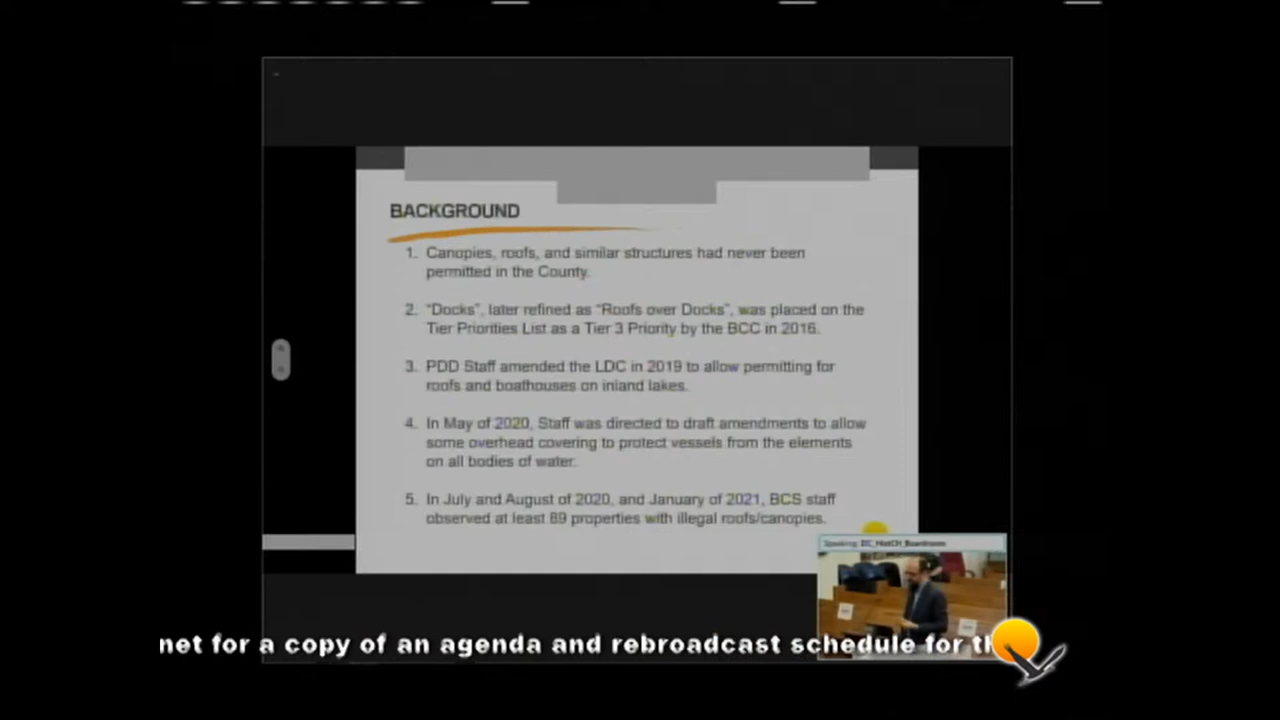 BACKGROUND
1. Canopies, roofs, and similar structures had never been
permitted in the County.
2. "Docks", later refined as "Roofs over Docks", was placed on the
Tier Priorities List as a Tier 3 Priority by the BCC in 2016.
3. PDD Staff amended the LDC in 2019 to allow permitting for
roofs and boathouses on inland lakes.
4. In May of 2020, Staff was directed to draft amendments to allow
some overhead covering to protect vessels from the elements
on all bodies of water.
5. In July and August of 2020, and January of 2021, BCS staff
observed at least 89 properties with illegal roofs/canopies.
Speaking: DC_HistCH_Boardroom
net for a copy of an agenda and rebroadcast schedule for th